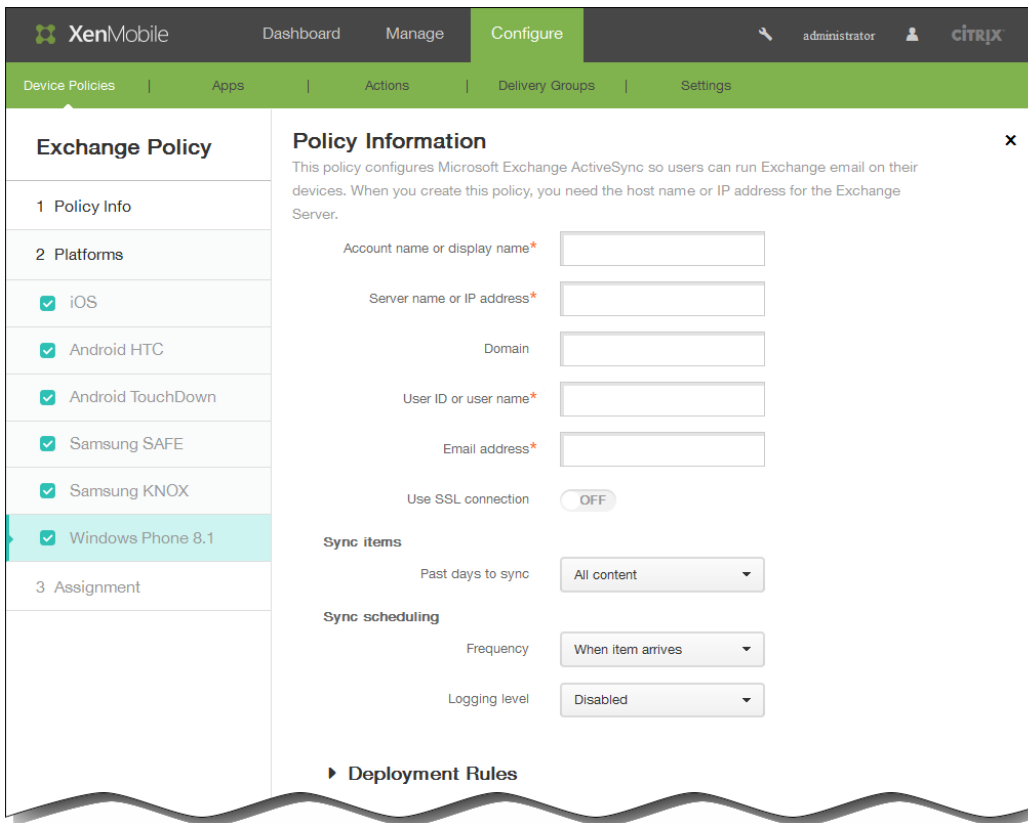 XenMobile
Dashboard
Manage
Configure
administrator
CİTRIX
Device Policies | Apps | Actions | Delivery Groups | Settings
Exchange Policy
1 Policy Info
2 Platforms
iOS
Android HTC
Android TouchDown
Samsung SAFE
Samsung KNOX
Windows Phone 8.1
3 Assignment
Policy Information
This policy configures Microsoft Exchange ActiveSync so users can run Exchange email on their
devices. When you create this policy, you need the host name or IP address for the Exchange
Server.
Account name or display name*
Server name or IP address*
Domain
User ID or user name*
Email address*
Use SSL connection OFF
Sync items
Past days to sync All content
Sync scheduling
Frequency When item arrives
Logging level Disabled
Deployment Rules